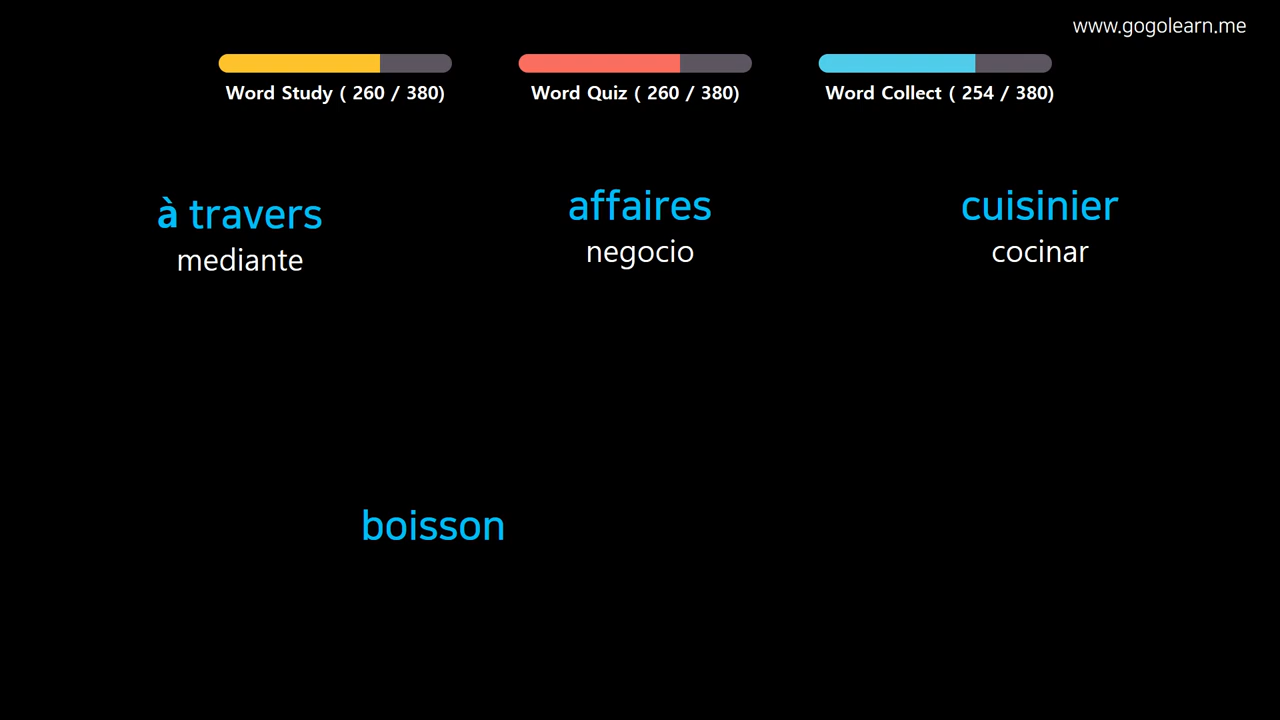 www.gogolearn.me
Word Study ( 260 / 380)
Word Quiz ( 260 / 380)
Word Collect ( 254 / 380)
à travers
mediante
affaires
negocio
cuisinier
cocinar
boisson